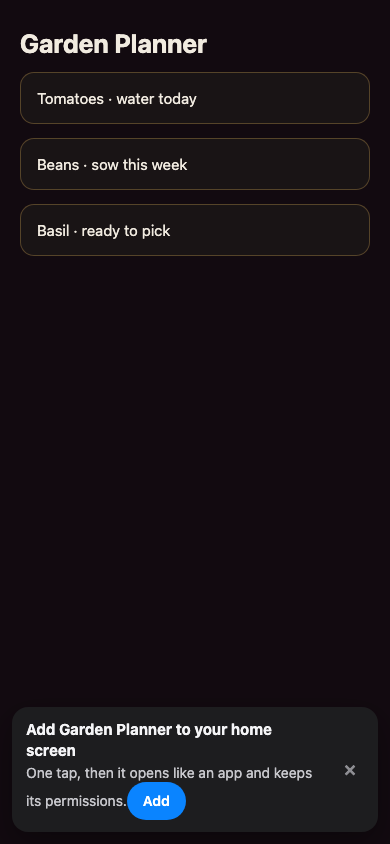 Garden Planner
Tomatoes · water today
Beans · sow this week
Basil · ready to pick
Add Garden Planner to your home
screen
One tap, then it opens like an app and keeps
its permissions. Add
×